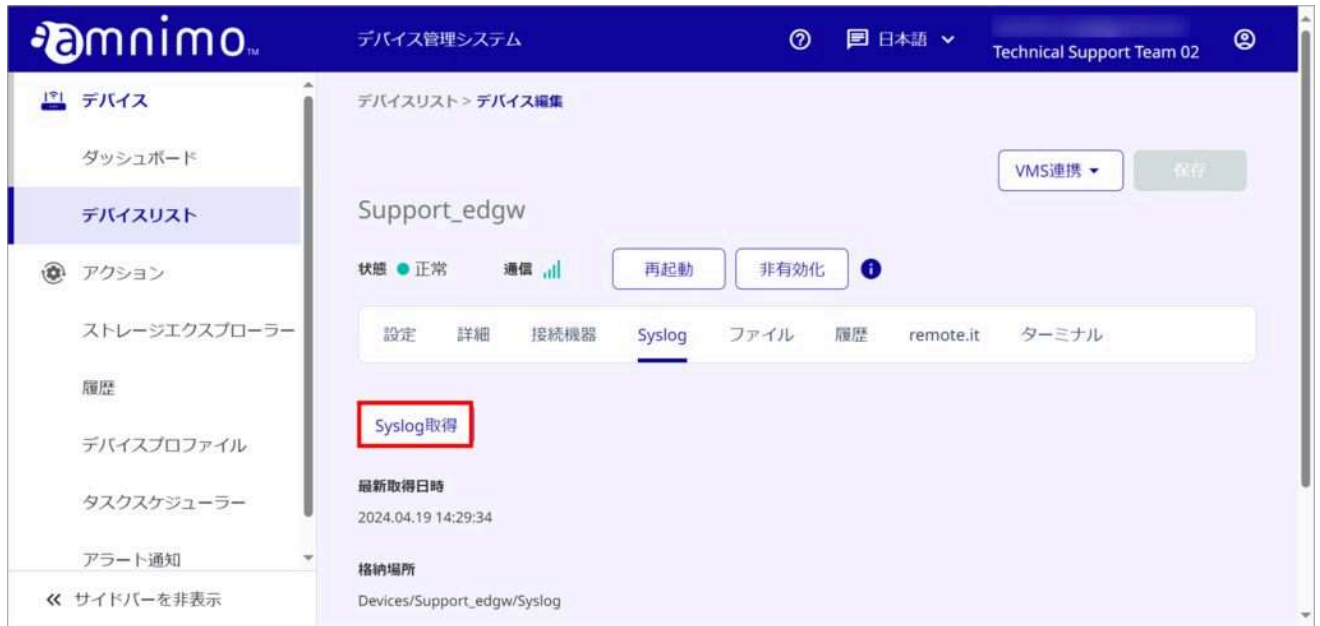 amnimo™
デバイス管理システム
日本語
Technical Support Team 02
デバイス
ダッシュボード
デバイスリスト
アクション
ストレージエクスプローラー
履歴
デバイスプロファイル
タスクスケジューラー
アラート通知
サイドバーを非表示
デバイスリスト > デバイス編集
VMS連携
保存
Support_edgw
状態 正常 通信 再起動 非有効化
設定 詳細 接続機器 Syslog ファイル 履歴 remote.it ターミナル
Syslog取得
最新取得日時
2024.04.19 14:29:34
格納場所
Devices/Support_edgw/Syslog